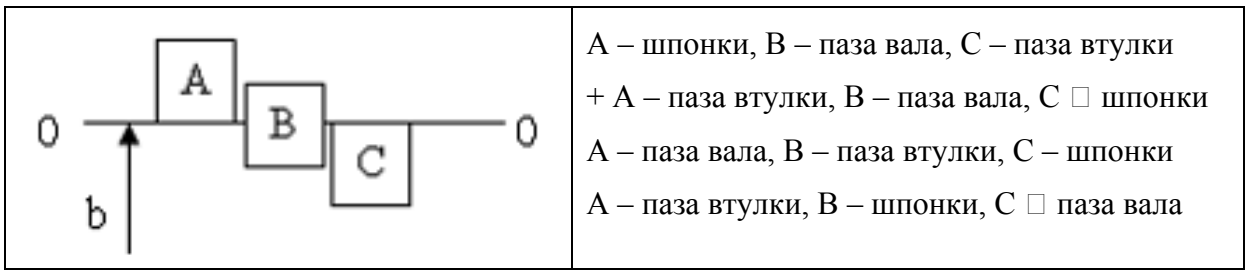 A
B
C
0
0
b
А – шпонки, В – паза вала, С – паза втулки
+ А – паза втулки, В – паза вала, С □ шпонки
А – паза вала, В – паза втулки, С – шпонки
А – паза втулки, В – шпонки, С □ паза вала